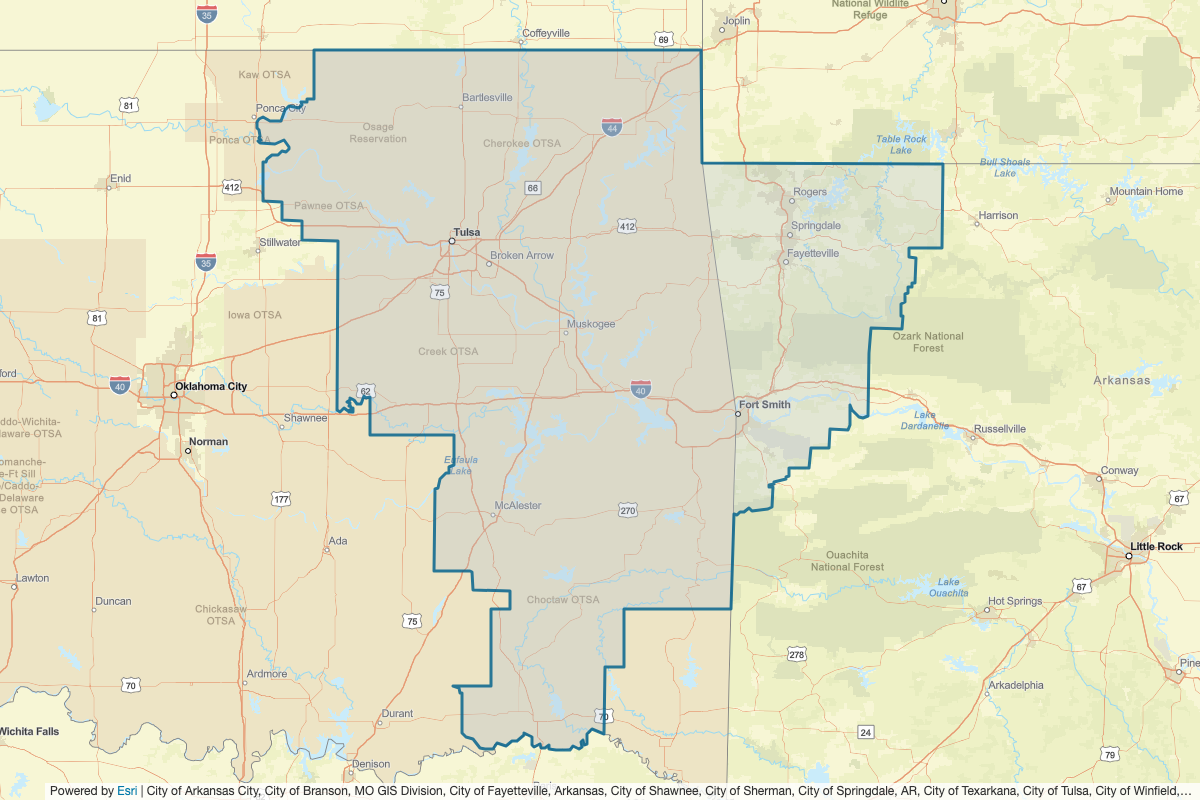 National Wildlife
Refuge
35
Joplin
Coffeyville
69
Kaw OTSA
81
Bartlesville
Ponca City
44
Osage
Reservation
Ponca OTSA
Cherokee OTSA
Table Rock
Lake
Bull Shoals
Lake
Enid
412
66
Rogers
Mountain Home
Pawnee OTSA
Harrison
412
Springdale
Tulsa
Stillwater
Broken Arrow
Fayetteville
35
75
81
Iowa OTSA
Muskogee
Ozark National
Forest
Creek OTSA
ford
40
Oklahoma City
62
40
Arkansas
Fort Smith
Shawnee
Lake
Dardanelle
Russellville
ddo-Wichita-
laware OTSA
Norman
Eufaula
Lake
omanche-
e-Ft Sill
e/Caddo-
Delaware
e OTSA
Conway
177
67
McAlester
270
Ada
Little Rock
Ouachita
National Forest
Lawton
Lake
Ouachita
67
Duncan
Choctaw OTSA
Hot Springs
Chickasaw
OTSA
75
278
Pine
Ardmore
70
Arkadelphia
Durant
70
Wichita Falls
24
79
Denison
Powered by Esri | City of Arkansas City, City of Branson, MO GIS Division, City of Fayetteville, Arkansas, City of Shawnee, City of Sherman, City of Springdale, AR, City of Texarkana, City of Tulsa, City of Winfield,…